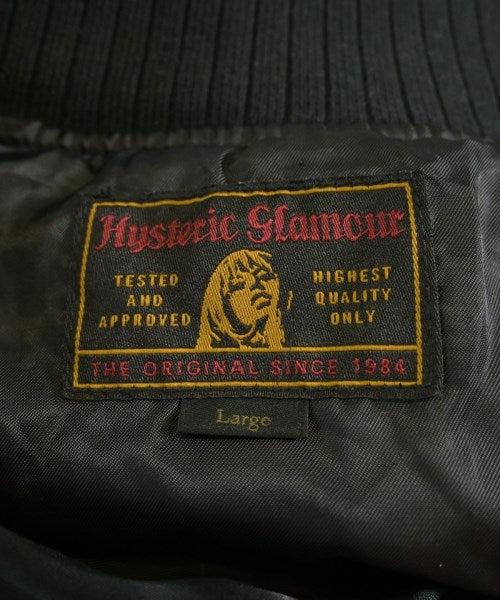 Hysteric Glamour
TESTED
AND
APPROVED
HIGHEST
QUALITY
ONLY
THE ORIGINAL SINCE 1984
Large